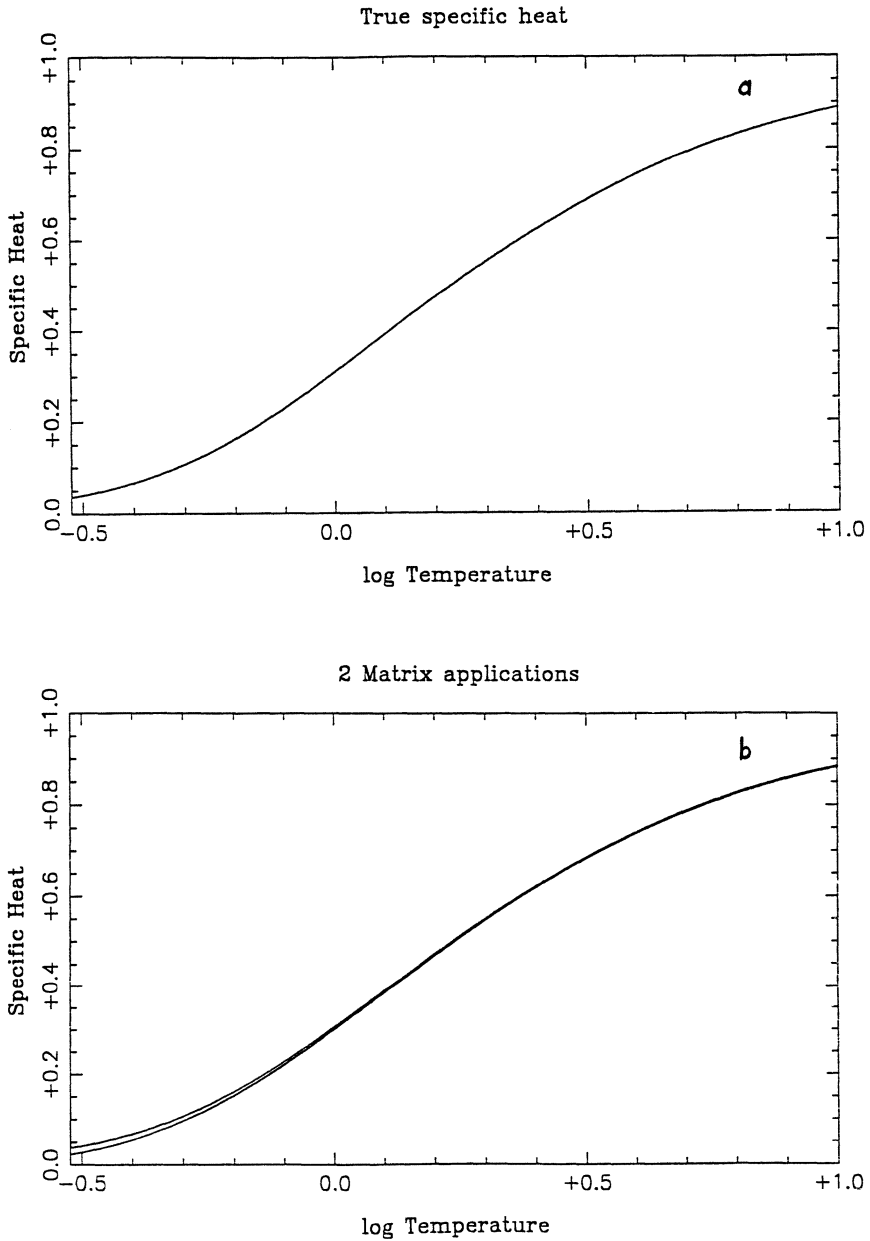 True specific heat
a
Specific Heat
+1.0
+0.8
+0.6
+0.4
+0.2
0.0
−0.5 0.0 +0.5 +1.0
log Temperature
2 Matrix applications
b
Specific Heat
+1.0
+0.8
+0.6
+0.4
+0.2
0.0
−0.5 0.0 +0.5 +1.0
log Temperature